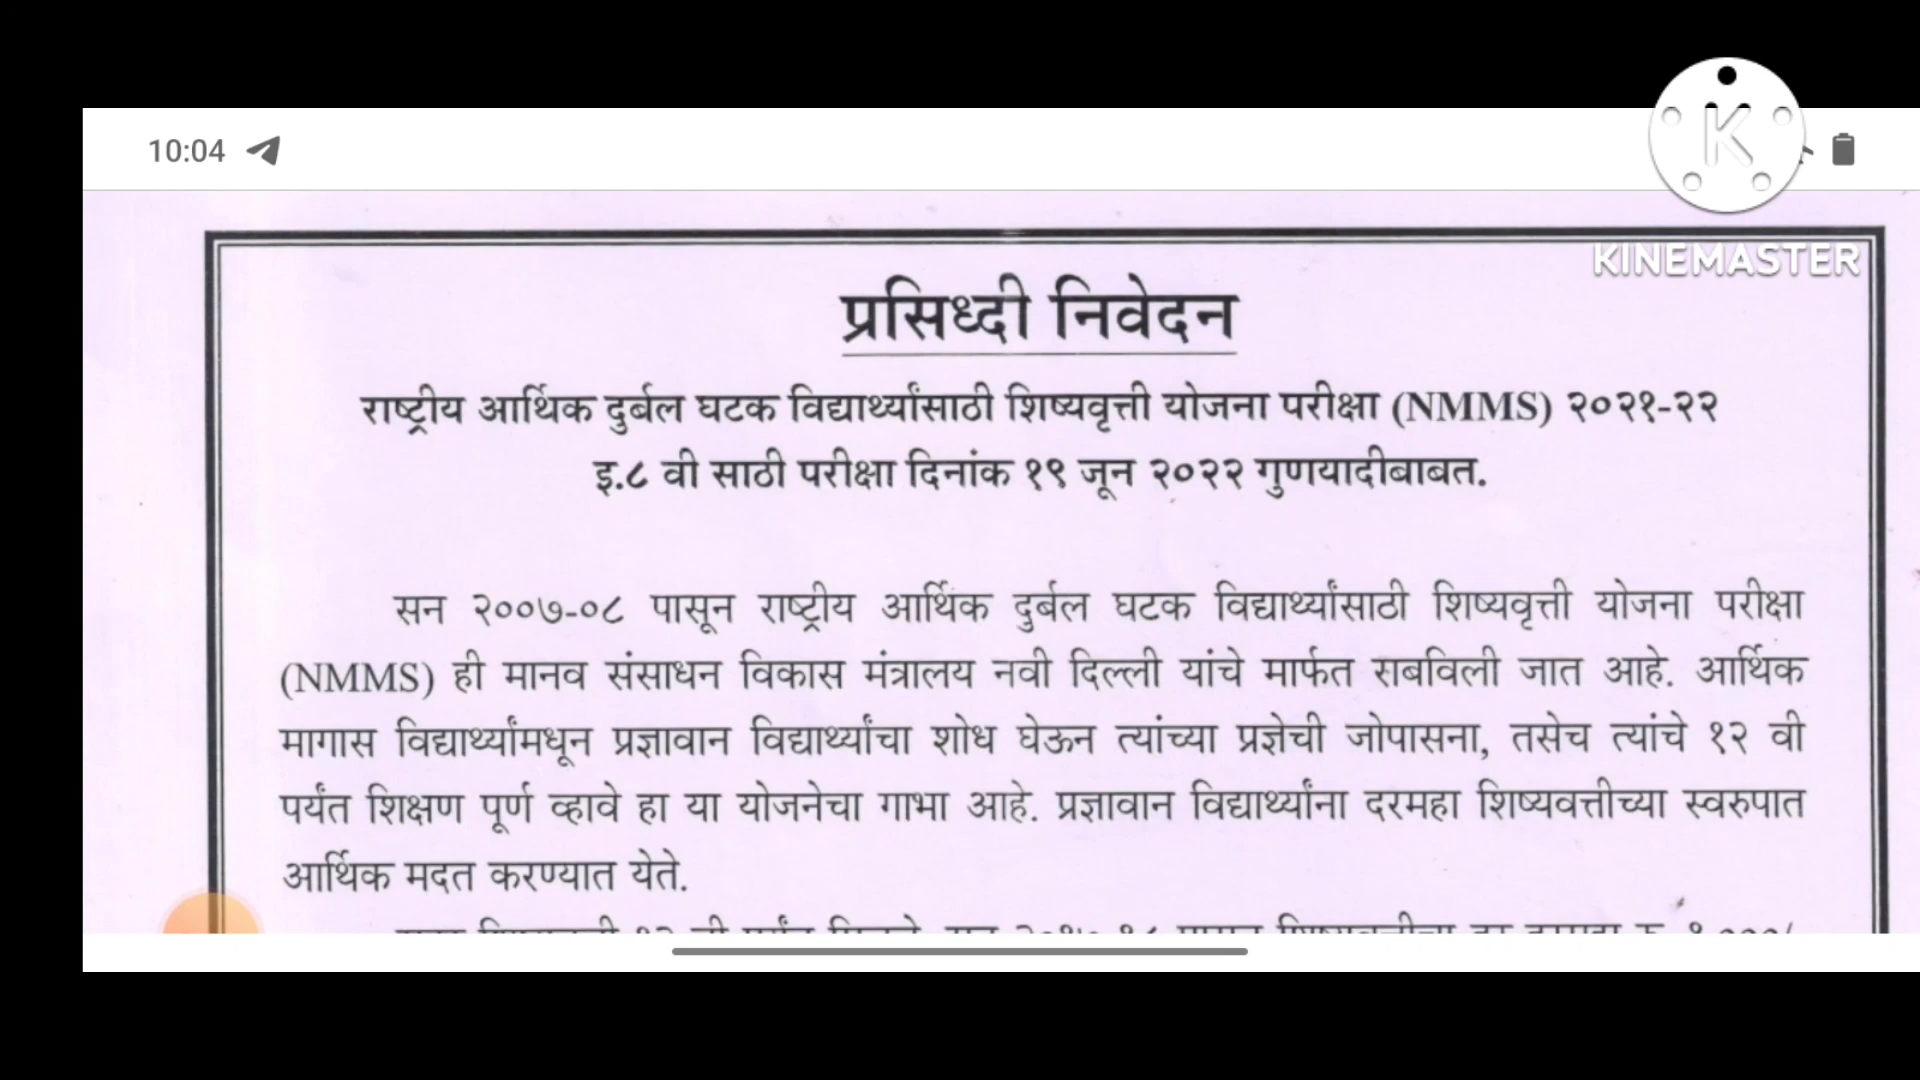 10:04
KINEMASTER
प्रसिध्दी निवेदन
राष्ट्रीय आर्थिक दुर्बल घटक विद्यार्थ्यांसाठी शिष्यवृत्ती योजना परीक्षा (NMMS) २०२१-२२
इ.८ वी साठी परीक्षा दिनांक १९ जून २०२२ गुणयादीबाबत.
सन २००७-०८ पासून राष्ट्रीय आर्थिक दुर्बल घटक विद्यार्थ्यांसाठी शिष्यवृत्ती योजना परीक्षा
(NMMS) ही मानव संसाधन विकास मंत्रालय नवी दिल्ली यांचे मार्फत राबविली जात आहे. आर्थिक
मागास विद्यार्थ्यांमधून प्रज्ञावान विद्यार्थ्यांचा शोध घेऊन त्यांच्या प्रज्ञेची जोपासना, तसेच त्यांचे १२ वी
पर्यंत शिक्षण पूर्ण व्हावे हा या योजनेचा गाभा आहे. प्रज्ञावान विद्यार्थ्यांना दरमहा शिष्यवत्तीच्या स्वरुपात
आर्थिक मदत करण्यात येते.